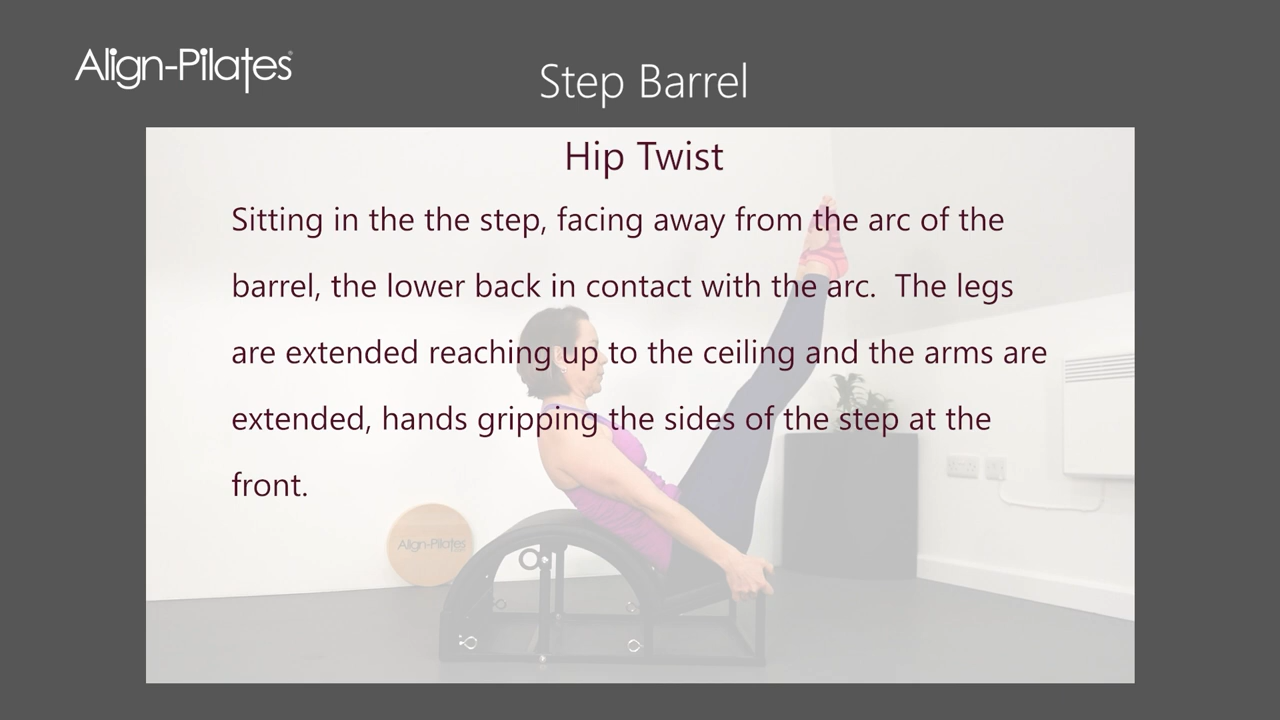 Align-Pilates®
Step Barrel
Hip Twist
Sitting in the the step, facing away from the arc of the
barrel, the lower back in contact with the arc.  The legs
are extended reaching up to the ceiling and the arms are
extended, hands gripping the sides of the step at the
front.
Align-Pilates